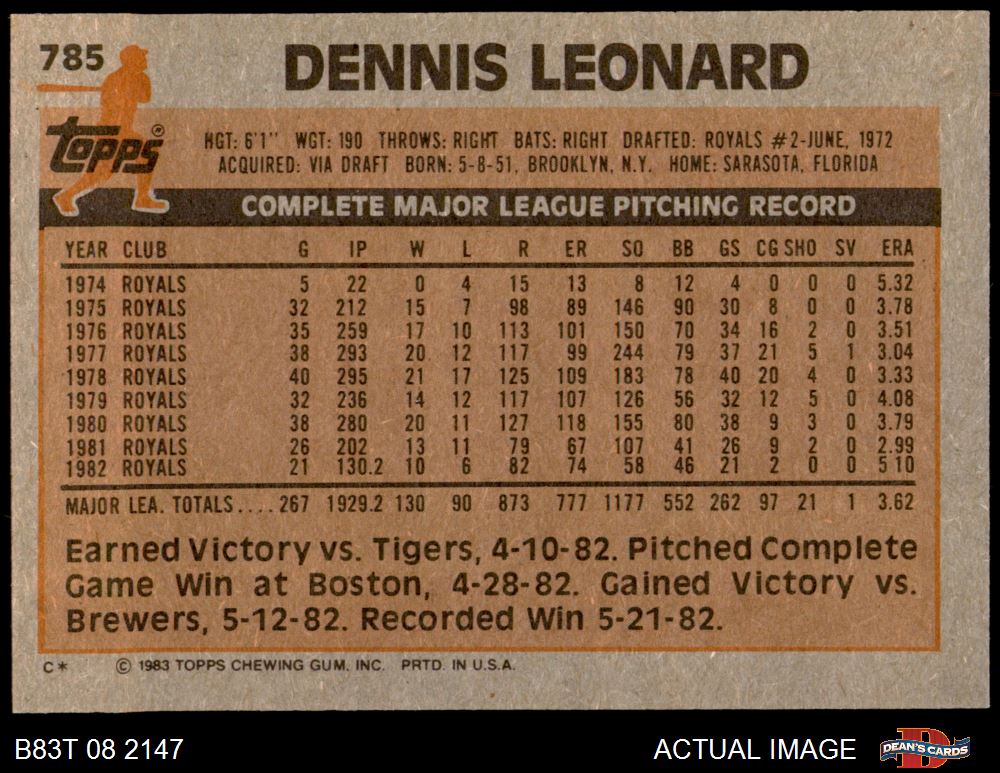 785
DENNIS LEONARD
Topps®
HGT: 6'1" WGT: 190 THROWS: RIGHT BATS: RIGHT DRAFTED: ROYALS #2-JUNE, 1972
ACQUIRED: VIA DRAFT BORN: 5-8-51, BROOKLYN, N.Y. HOME: SARASOTA, FLORIDA
COMPLETE MAJOR LEAGUE PITCHING RECORD
YEAR CLUB G IP W L R ER SO BB GS CG SHO SV ERA
1974 ROYALS 5 22 0 4 15 13 8 12 4 0 0 0 5.32
1975 ROYALS 32 212 15 7 98 89 146 90 30 8 0 0 3.78
1976 ROYALS 35 259 17 10 113 101 150 70 34 16 2 0 3.51
1977 ROYALS 38 293 20 12 117 99 244 79 37 21 5 1 3.04
1978 ROYALS 40 295 21 17 125 109 183 78 40 20 4 0 3.33
1979 ROYALS 32 236 14 12 117 107 126 56 32 12 5 0 4.08
1980 ROYALS 38 280 20 11 127 118 155 80 38 9 3 0 3.79
1981 ROYALS 26 202 13 11 79 67 107 41 26 9 2 0 2.99
1982 ROYALS 21 130.2 10 6 82 74 58 46 21 2 0 0 5.10
MAJOR LEA. TOTALS.... 267 1929.2 130 90 873 777 1177 552 262 97 21 1 3.62
Earned Victory vs. Tigers, 4-10-82. Pitched Complete
Game Win at Boston, 4-28-82. Gained Victory vs.
Brewers, 5-12-82. Recorded Win 5-21-82.
C* © 1983 TOPPS CHEWING GUM, INC. PRTD. IN U.S.A.
B83T 08 2147
ACTUAL IMAGE
DEAN'S CARDS